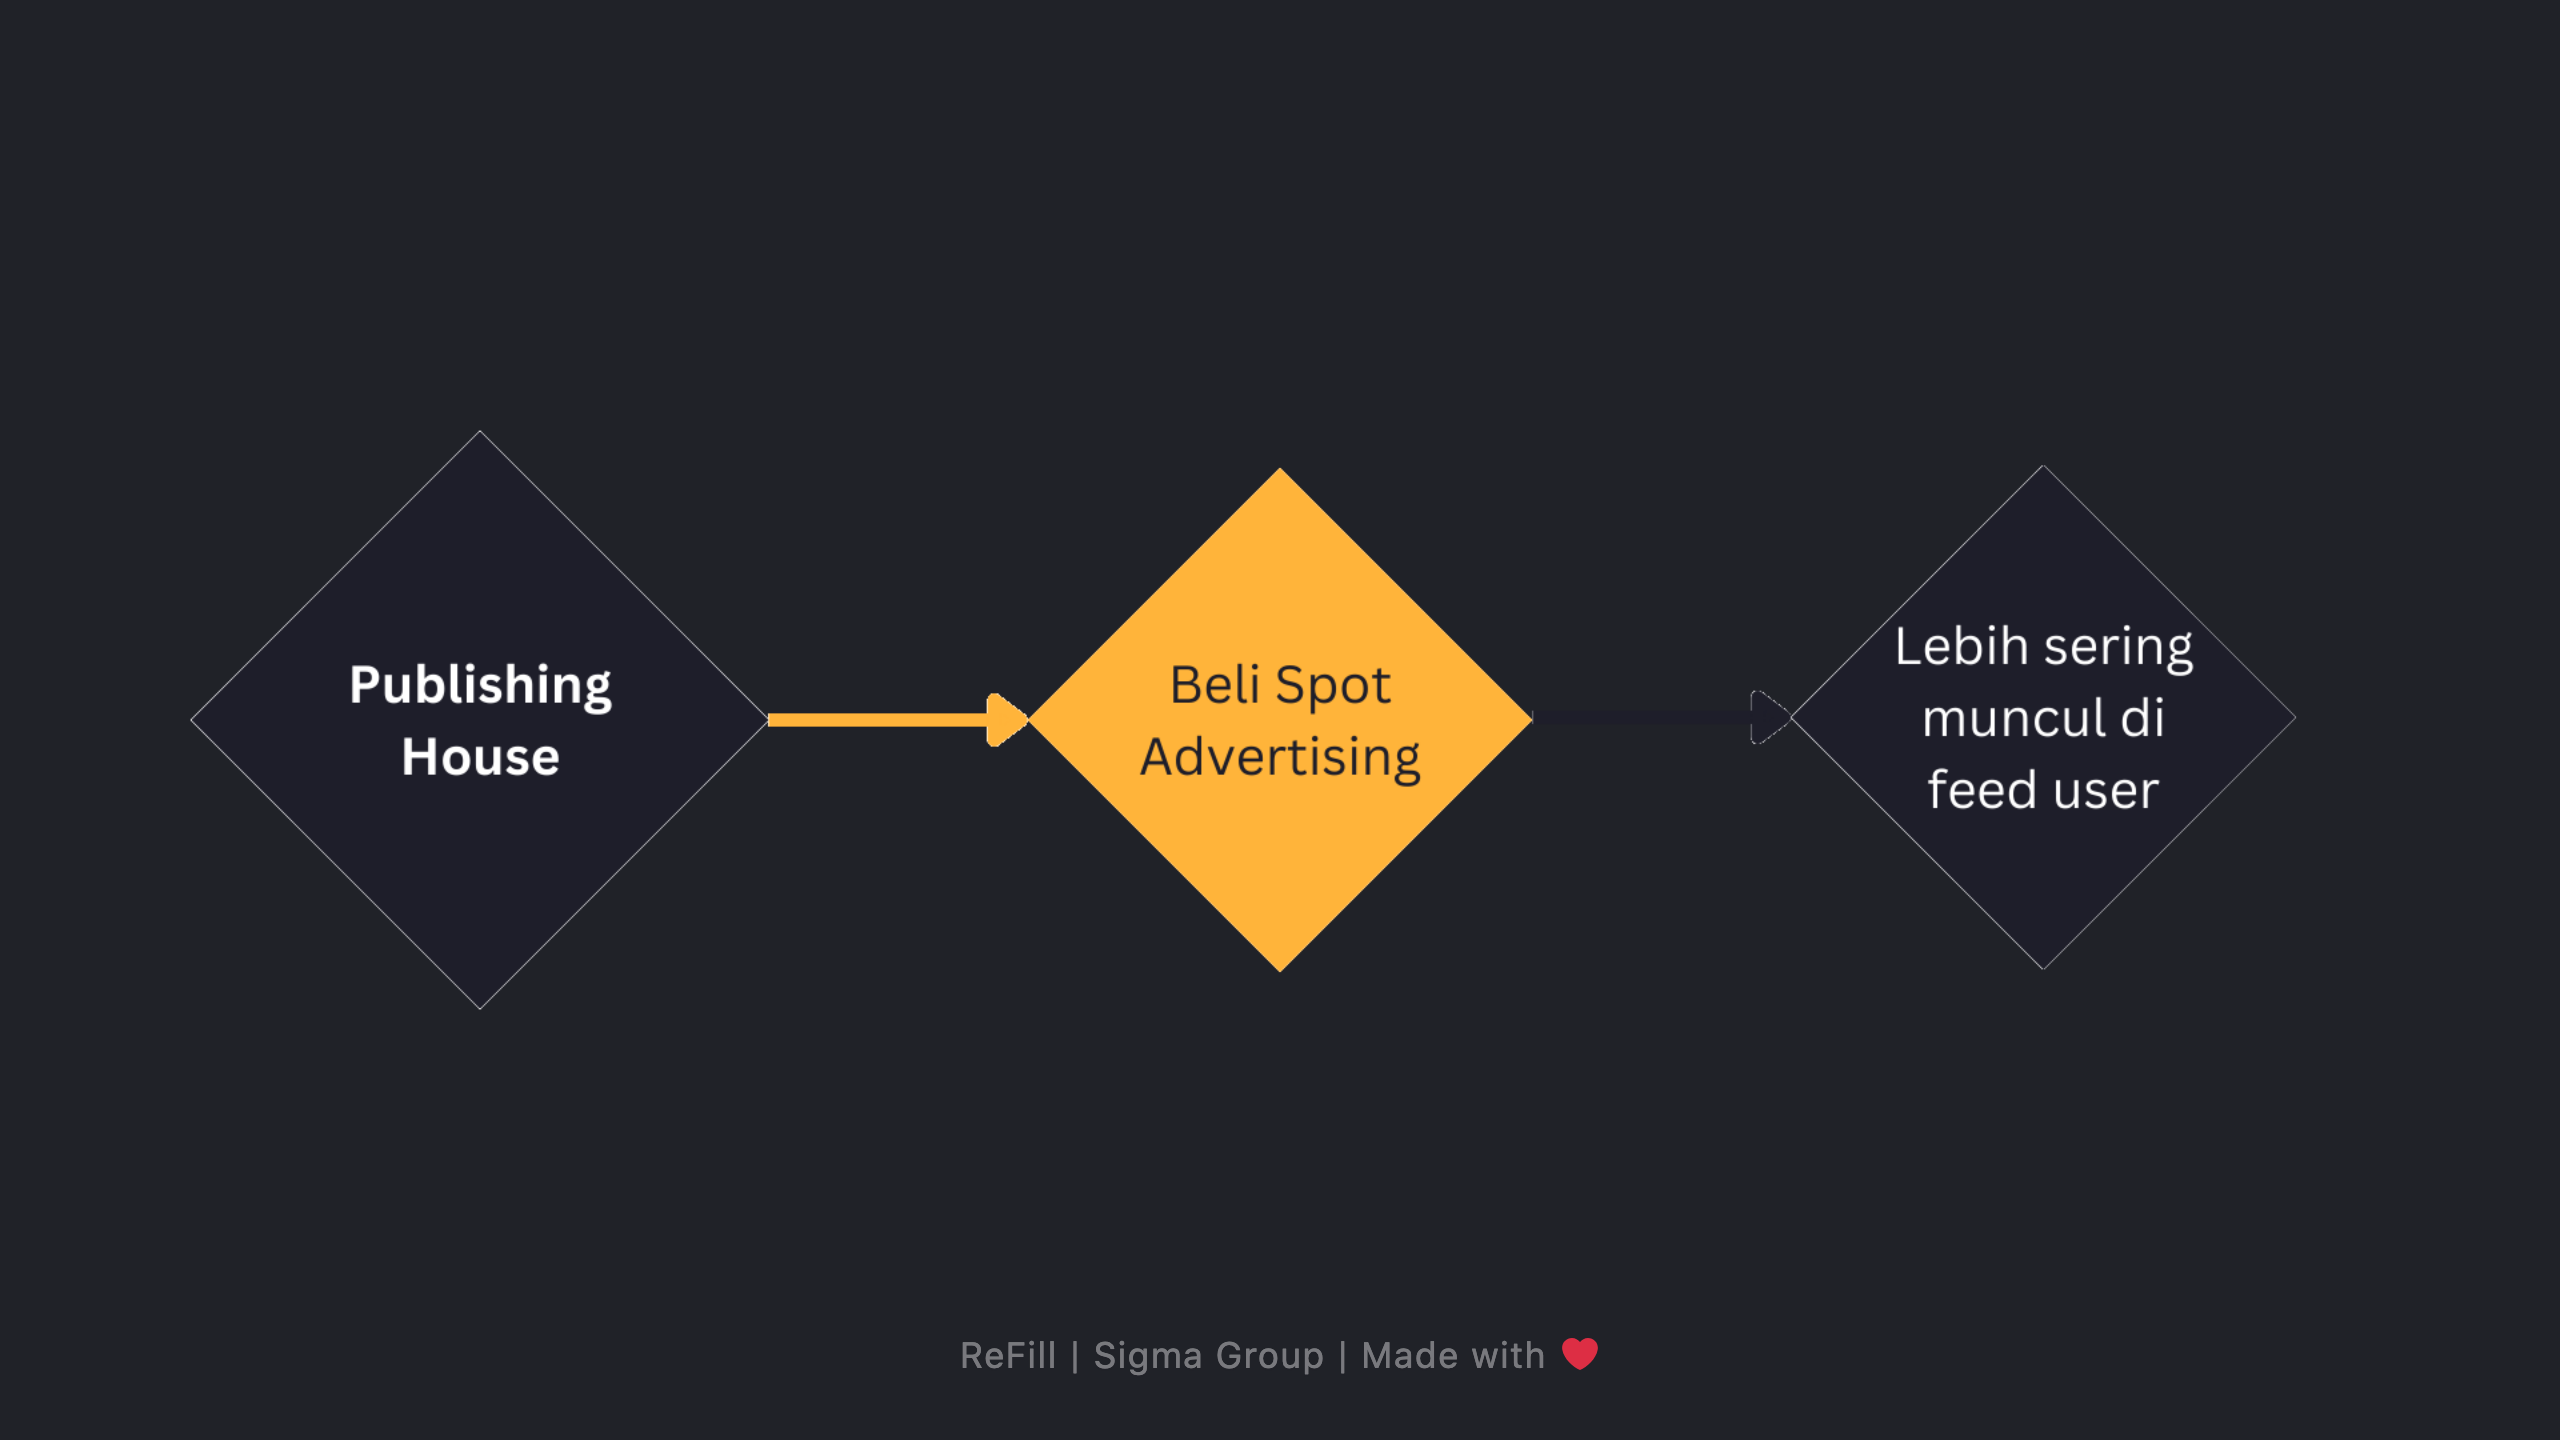 Publishing
House
Beli Spot
Advertising
Lebih sering
muncul di
feed user
ReFill | Sigma Group | Made with ❤️